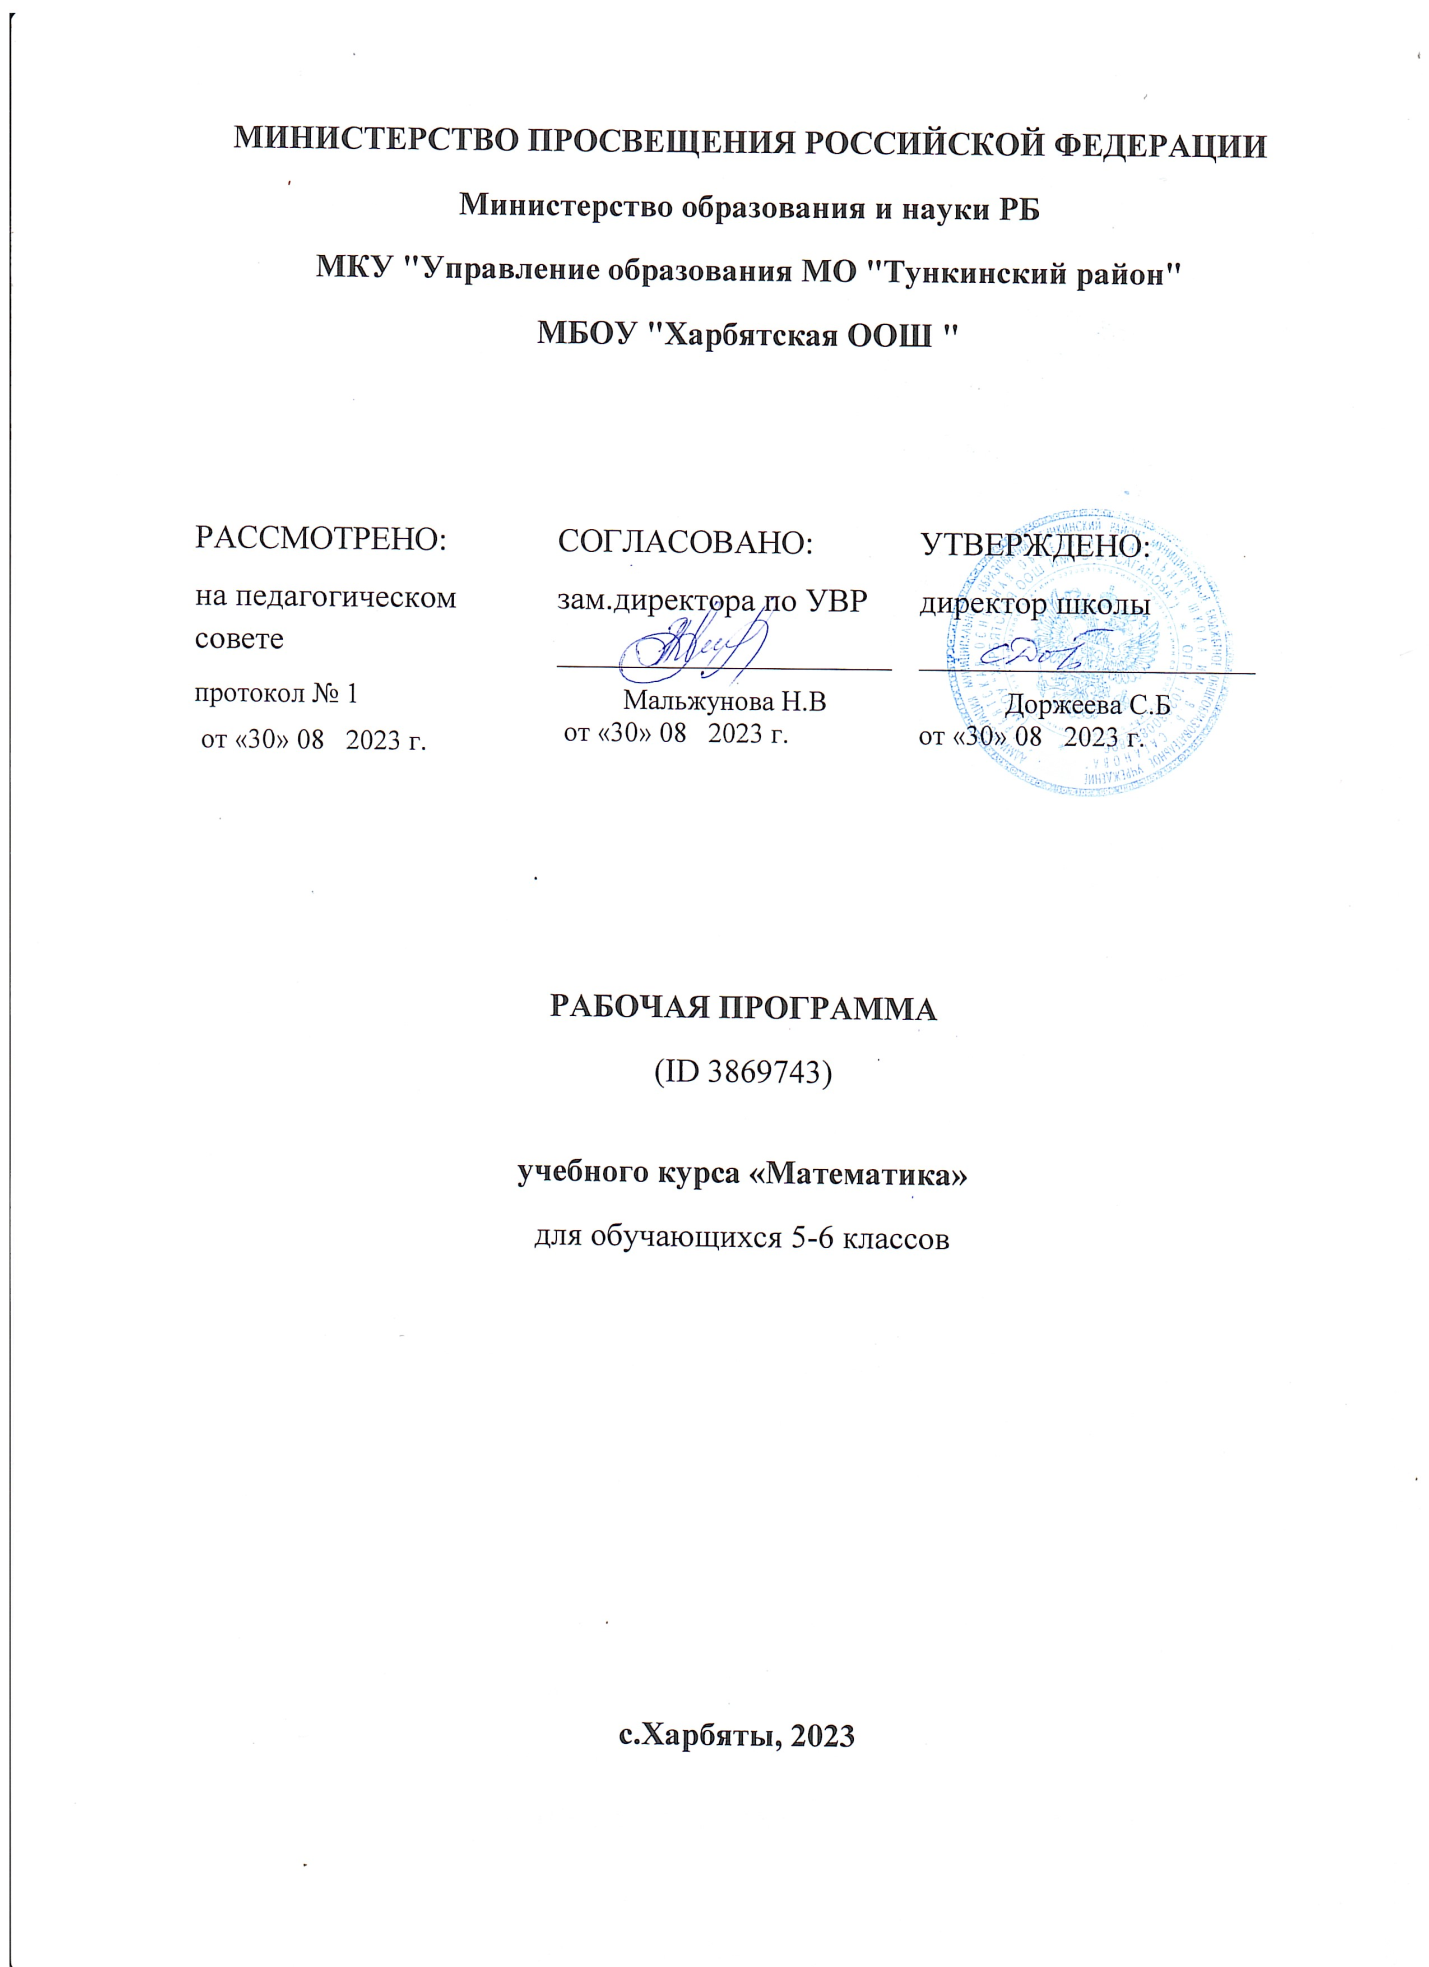 МИНИСТЕРСТВО ПРОСВЕЩЕНИЯ РОССИЙСКОЙ ФЕДЕРАЦИИ
Министерство образования и науки РБ
МКУ "Управление образования МО "Тункинский район"
МБОУ "Харбятская ООШ "
РАССМОТРЕНО:
на педагогическом
совете
протокол № 1
от «30» 08 2023 г.
СОГЛАСОВАНО:
зам.директора по УВР
Мальжунова Н.В
от «30» 08 2023 г.
УТВЕРЖДЕНО:
директор школы
Доржеева С.Б
от «30» 08 2023 г.
РАБОЧАЯ ПРОГРАММА
(ID 3869743)
учебного курса «Математика»
для обучающихся 5-6 классов
с.Харбяты, 2023